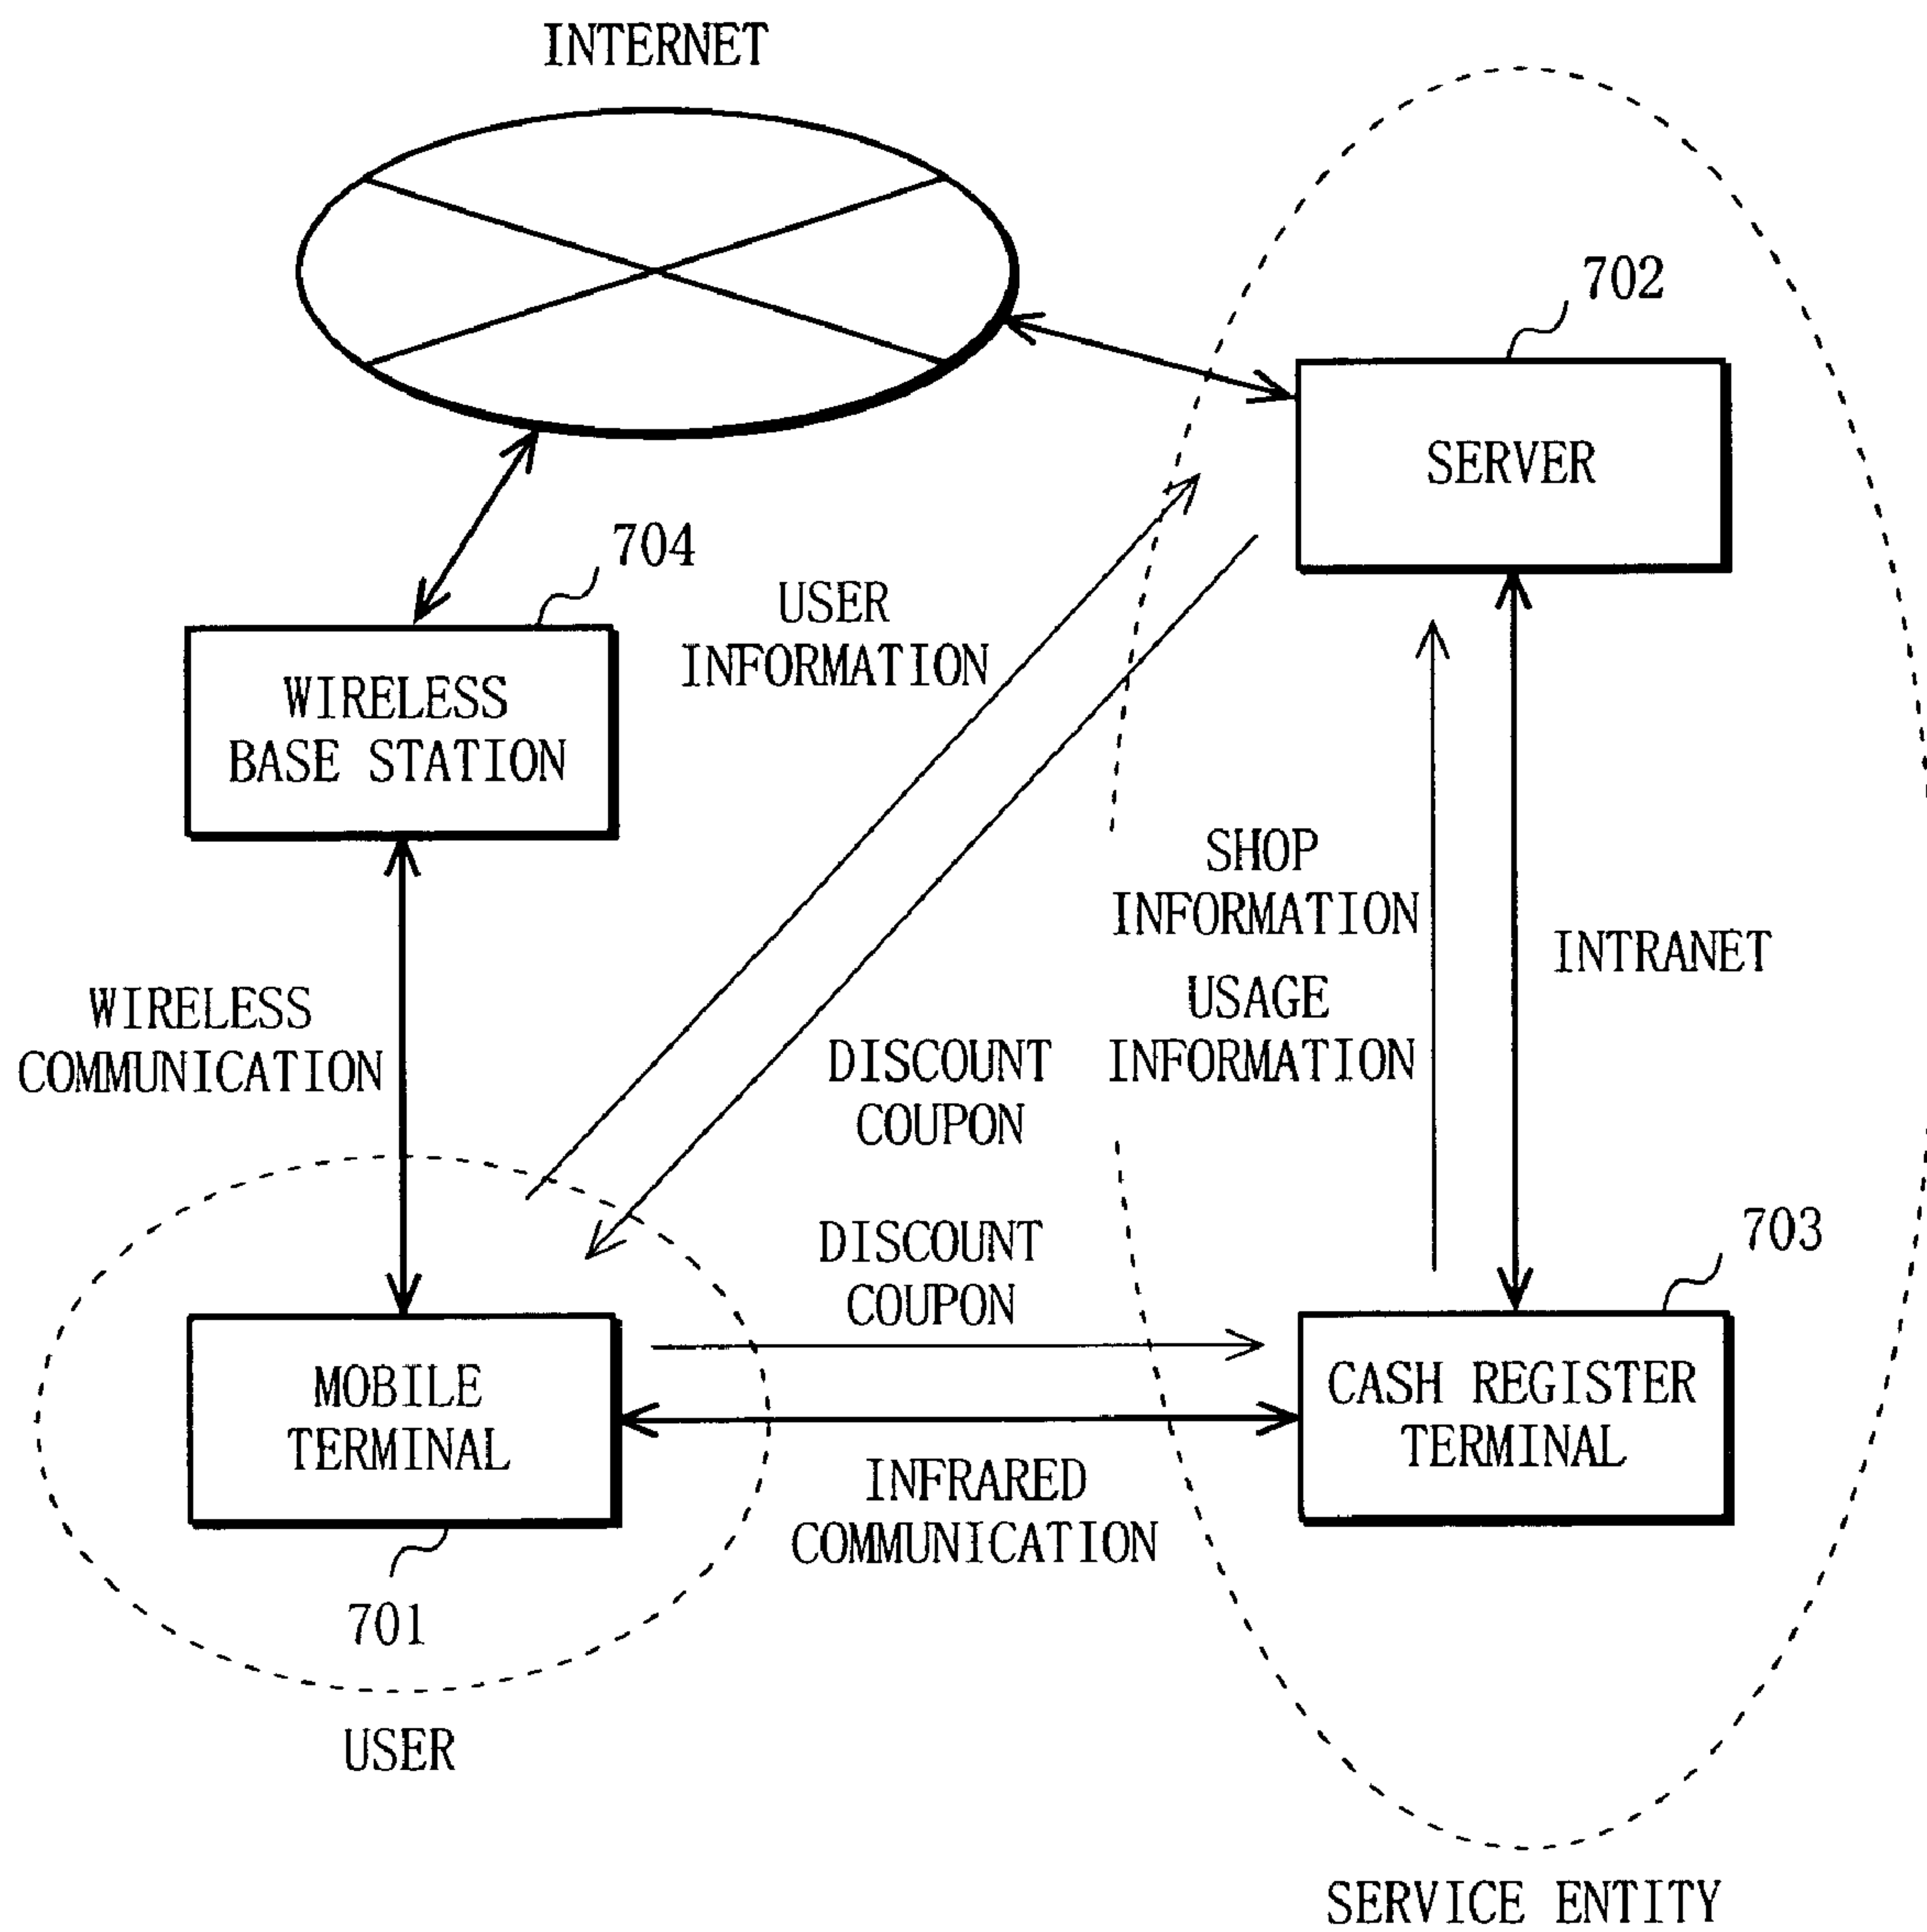 INTERNET
702
SERVER
704
USER
INFORMATION
WIRELESS
BASE STATION
SHOP
INFORMATION
INTRANET
USAGE
INFORMATION
WIRELESS
COMMUNICATION
DISCOUNT
COUPON
DISCOUNT
COUPON
703
MOBILE
TERMINAL
CASH REGISTER
TERMINAL
INFRARED
COMMUNICATION
701
USER
SERVICE ENTITY